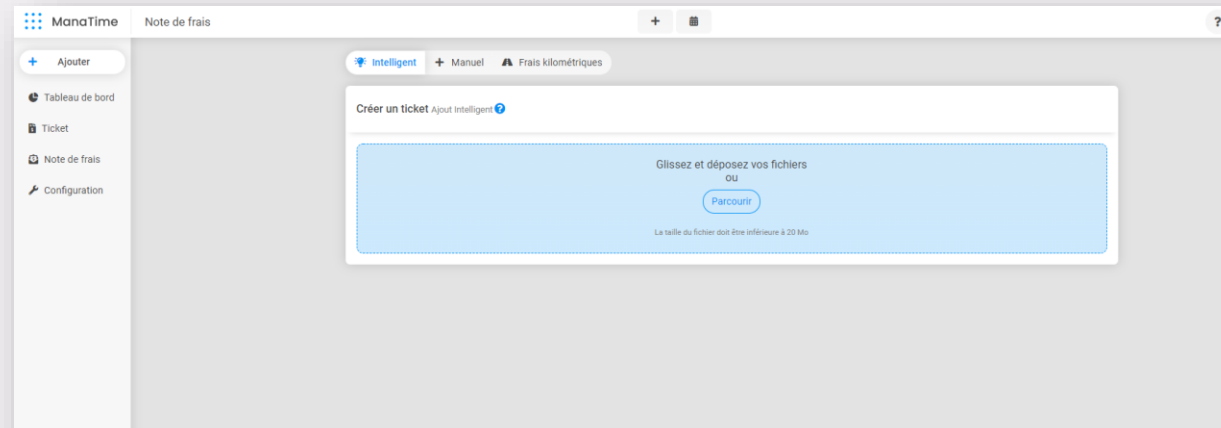 ManaTime
Note de frais
?
Ajouter
Tableau de bord
Ticket
Note de frais
Configuration
Intelligent
Manuel
Frais kilométriques
Créer un ticket Ajout Intelligent ?
Glissez et déposez vos fichiers
ou
Parcourir
La taille du fichier doit être inférieure à 20 Mo